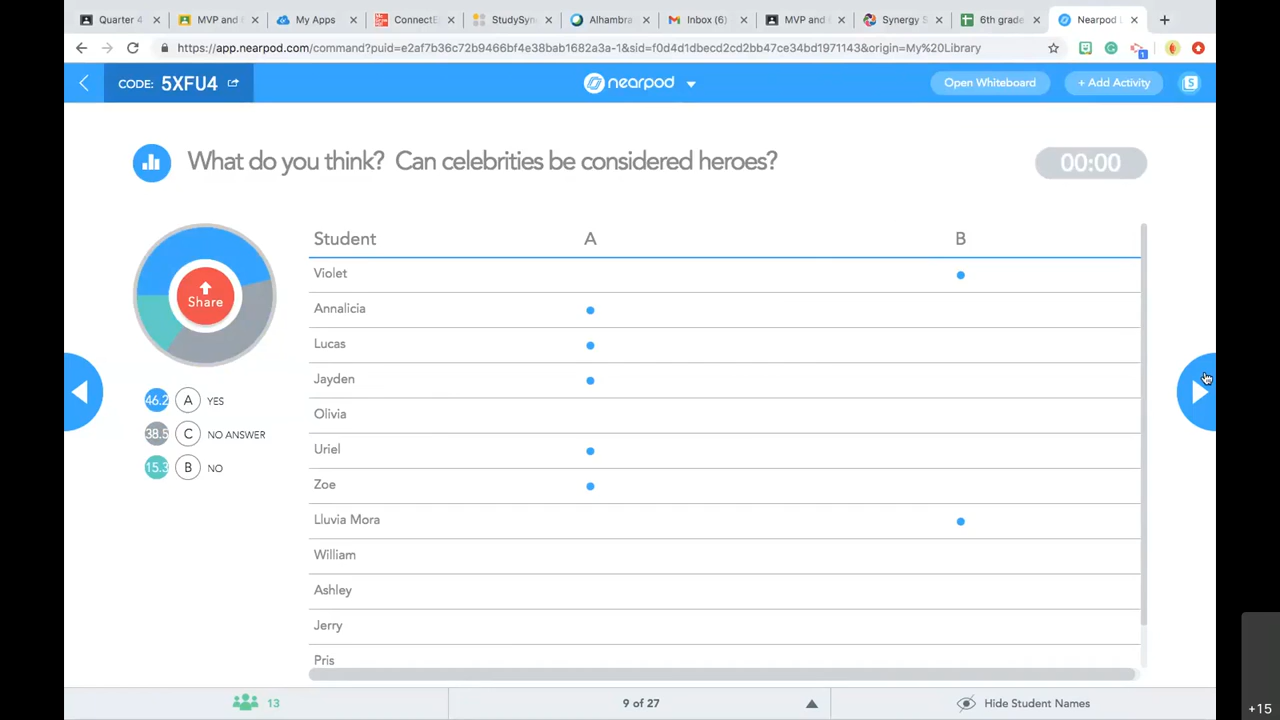 Quarter 4
MVP and
My Apps
ConnectE
StudySyn
Alhambra
Inbox (6)
MVP and
Synergy S
6th grade
Nearpod L
https://app.nearpod.com/command?puid=e2af7b36c72b9466bf4e38bab1682a3a-1&sid=f0d4d1dbecd2cd2bb47ce34bd1971143&origin=My%20Library
1
CODE: 5XFU4
nearpod
Open Whiteboard
+ Add Activity
S
What do you think? Can celebrities be considered heroes?
00:00
Share
46.2 A YES
38.5 C NO ANSWER
15.3 B NO
Student A B
Violet
Annalicia
Lucas
Jayden
Olivia
Uriel
Zoe
Lluvia Mora
William
Ashley
Jerry
Pris
13
9 of 27
Hide Student Names
+15